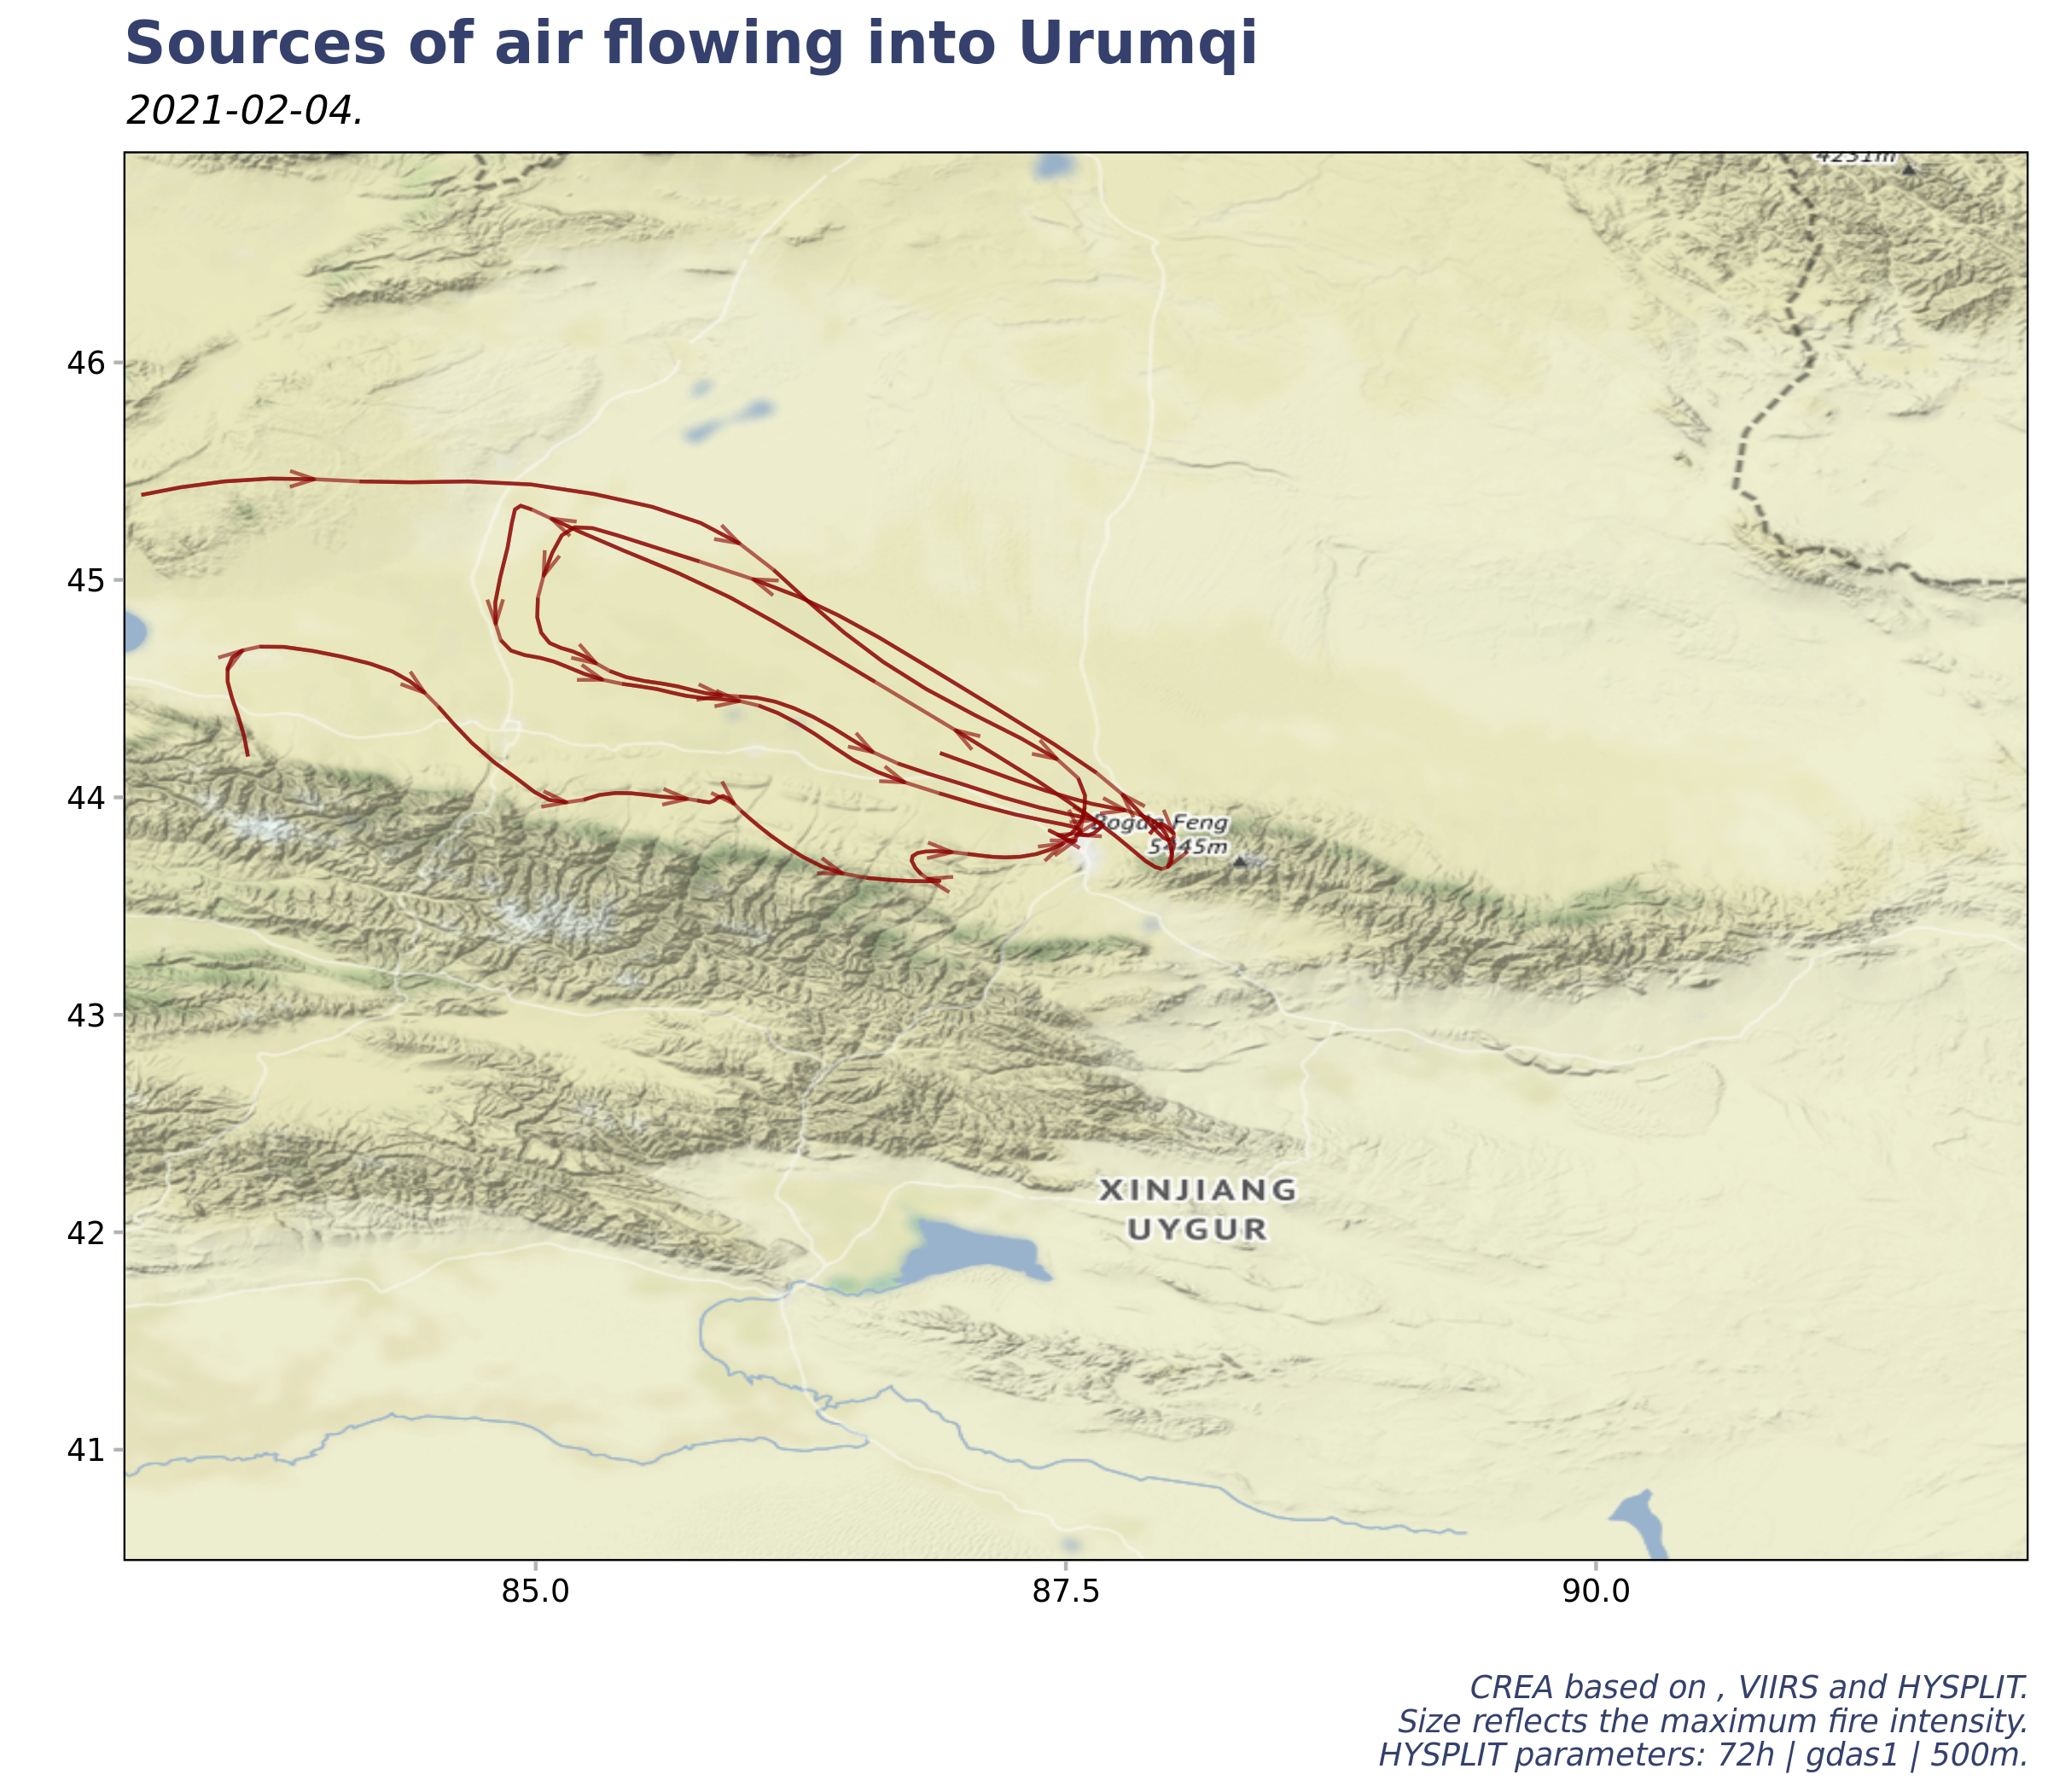 Sources of air flowing into Urumqi
2021-02-04.
4231m
46
45
44
43
42
41
Bogda Feng
5445m
XINJIANG
UYGUR
85.0
87.5
90.0
CREA based on , VIIRS and HYSPLIT.
Size reflects the maximum fire intensity.
HYSPLIT parameters: 72h | gdas1 | 500m.